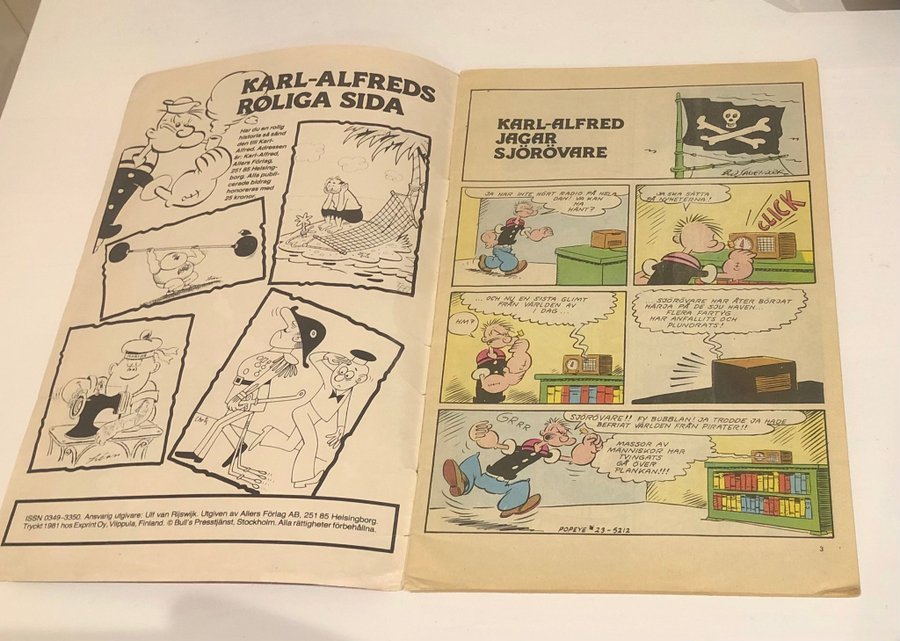 KARL-ALFREDS
ROLIGA SIDA
Har du en rolig
historia så sänd
den till Karl-
Alfred. Adressen
är: Karl-Alfred,
Allers Förlag,
251 85 Helsing-
borg. Alla publi-
cerade bidrag
honoreras med
25 kronor.
ISSN 0349-3350. Ansvarig utgivare: Ulf van Rijswijk. Utgiven av Allers Förlag AB, 251 85 Helsingborg.
Tryckt 1981 hos Exprint Oy, Vilppula, Finland. © Bull's Presstjänst, Stockholm. Alla rättigheter förbehållna.
KARL-ALFRED
JAGAR
SJÖRÖVARE
JA HAR INTE HÖRT RADIO PÅ HELA
DAN! VA KAN
HA
HÄNT?
JA SKA SÄTTA
PÅ NYHETERNA!
CLICK
...OCH NU EN SISTA GLIMT
FRÅN VÄRLDEN AV
I DAG...
HM?
...SJÖRÖVARE HAR ÅTER BÖRJAT
HÄRJA PÅ DE SJU HAVEN...
FLERA FARTYG
HAR ANFALLITS OCH
PLUNDRATS!
GRRR
SJÖRÖVARE!! FY BUBBLAN! JA TRODDE JA HADE
BEFRIAT VÄRLDEN FRÅN PIRATER!!
MASSOR AV
MÄNNISKOR HAR
TVINGATS
GÅ ÖVER
PLANKAN!!!
POPEYE # 23-5212
3